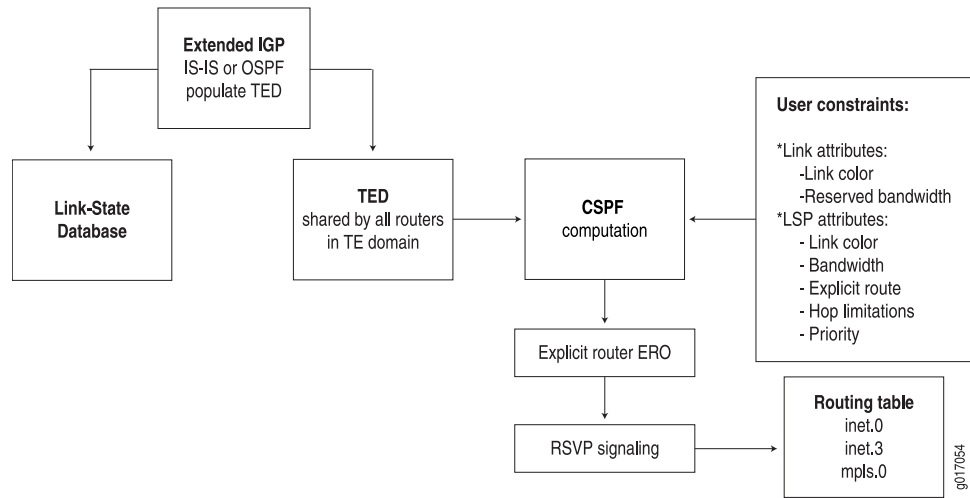 Extended IGP
IS-IS or OSPF
populate TED
Link-State
Database
TED
shared by all routers
in TE domain
CSPF
computation
User constraints:
*Link attributes:
-Link color
-Reserved bandwidth
*LSP attributes:
- Link color
- Bandwidth
- Explicit route
- Hop limitations
- Priority
Explicit router ERO
RSVP signaling
Routing table
inet.0
inet.3
mpls.0
g017054